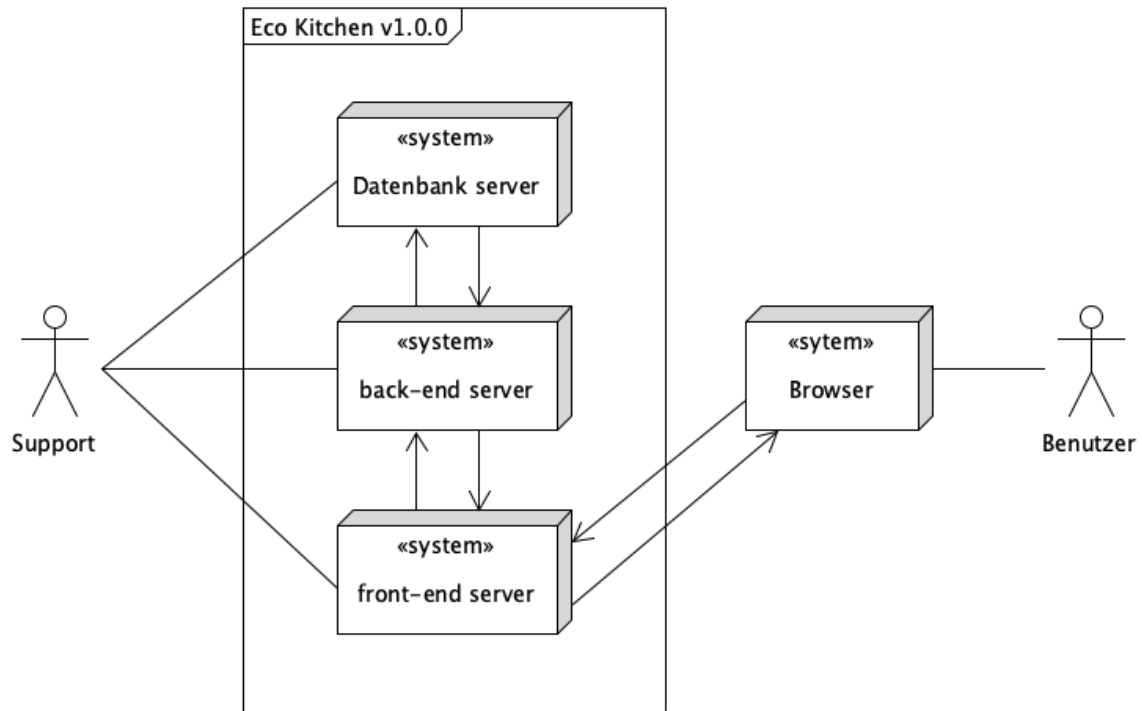 Eco Kitchen v1.0.0
«system»
Datenbank server
«system»
back-end server
«sytem»
Browser
Support
Benutzer
«system»
front-end server